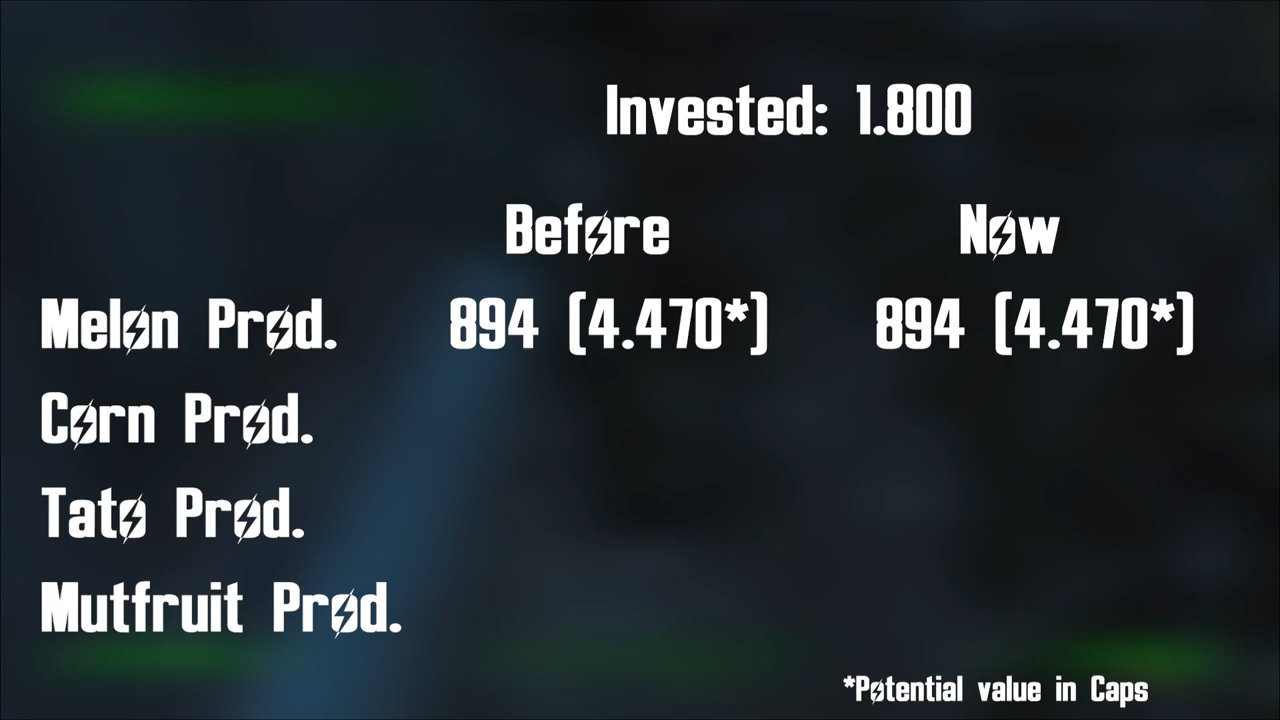 Invested: 1.800
Before Now
Melon Prod. 894 (4.470*) 894 (4.470*)
Corn Prod.
Tato Prod.
Mutfruit Prod.
*Potential value in Caps